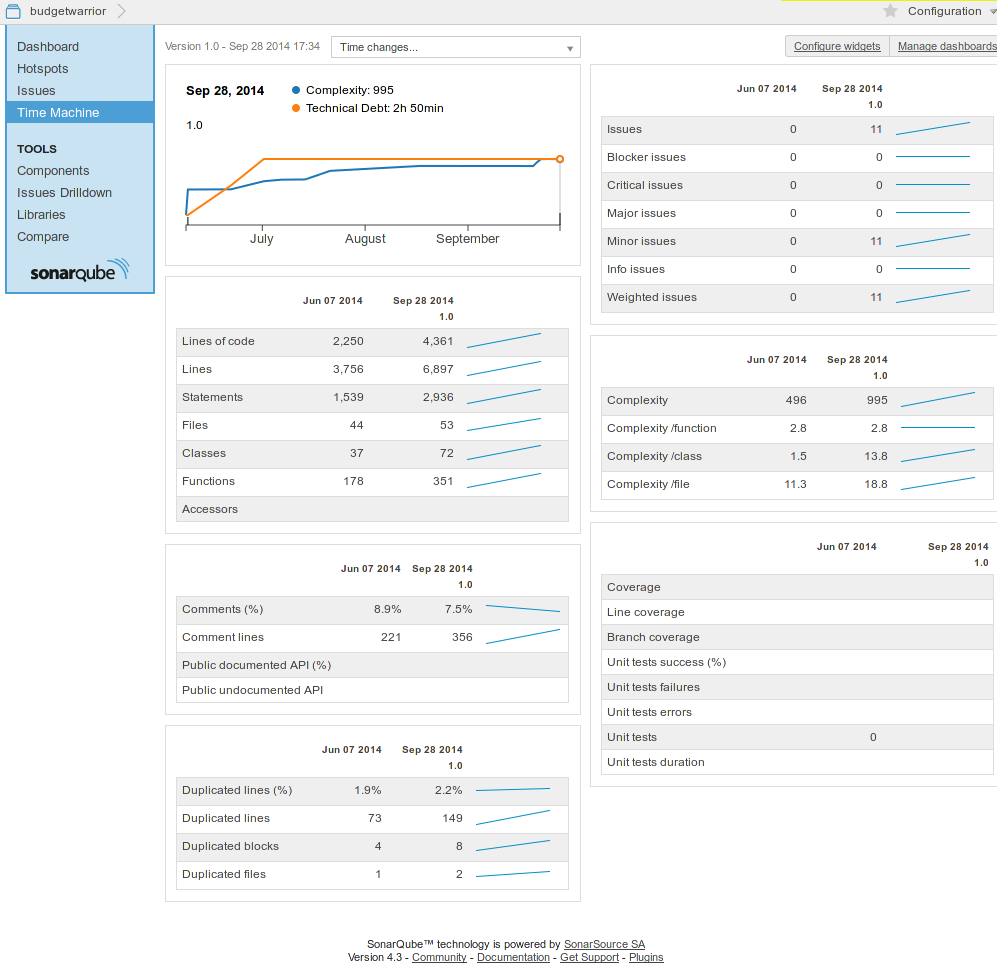 budgetwarrior
Configuration
Dashboard
Hotspots
Issues
Time Machine
TOOLS
Components
Issues Drilldown
Libraries
Compare
sonarqube
Version 1.0 - Sep 28 2014 17:34
Time changes...
Configure widgets
Manage dashboards
Sep 28, 2014
Complexity: 995
Technical Debt: 2h 50min
1.0
July August September
Jun 07 2014 Sep 28 2014
1.0
Lines of code 2,250 4,361
Lines 3,756 6,897
Statements 1,539 2,936
Files 44 53
Classes 37 72
Functions 178 351
Accessors
Jun 07 2014 Sep 28 2014
1.0
Comments (%) 8.9% 7.5%
Comment lines 221 356
Public documented API (%)
Public undocumented API
Jun 07 2014 Sep 28 2014
1.0
Duplicated lines (%) 1.9% 2.2%
Duplicated lines 73 149
Duplicated blocks 4 8
Duplicated files 1 2
Jun 07 2014 Sep 28 2014
1.0
Issues 0 11
Blocker issues 0 0
Critical issues 0 0
Major issues 0 0
Minor issues 0 11
Info issues 0 0
Weighted issues 0 11
Jun 07 2014 Sep 28 2014
1.0
Complexity 496 995
Complexity /function 2.8 2.8
Complexity /class 1.5 13.8
Complexity /file 11.3 18.8
Jun 07 2014 Sep 28 2014
1.0
Coverage
Line coverage
Branch coverage
Unit tests success (%)
Unit tests failures
Unit tests errors
Unit tests 0
Unit tests duration
SonarQube™ technology is powered by SonarSource SA
Version 4.3 - Community - Documentation - Get Support - Plugins